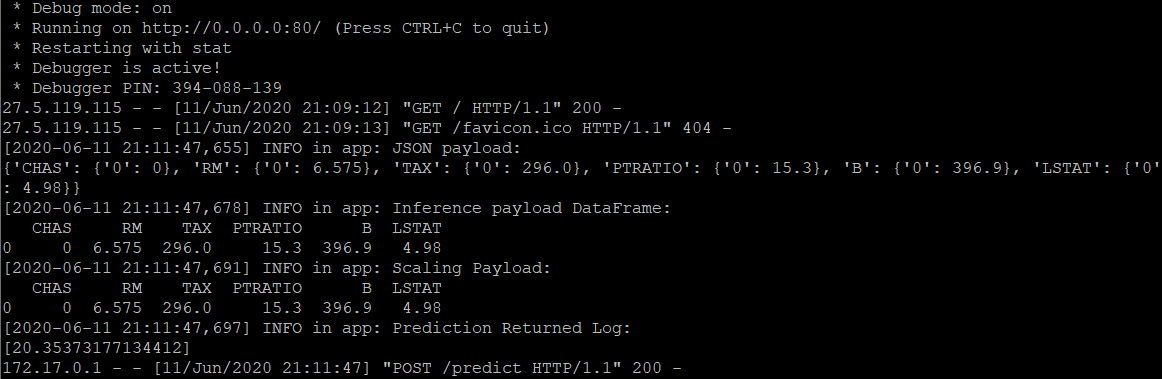 * Debug mode: on
* Running on http://0.0.0.0:80/ (Press CTRL+C to quit)
* Restarting with stat
* Debugger is active!
* Debugger PIN: 394-088-139
27.5.119.115 - - [11/Jun/2020 21:09:12] "GET / HTTP/1.1" 200 -
27.5.119.115 - - [11/Jun/2020 21:09:13] "GET /favicon.ico HTTP/1.1" 404 -
[2020-06-11 21:11:47,655] INFO in app: JSON payload:
{'CHAS': {'0': 0}, 'RM': {'0': 6.575}, 'TAX': {'0': 296.0}, 'PTRATIO': {'0': 15.3}, 'B': {'0': 396.9}, 'LSTAT': {'0'
: 4.98}}
[2020-06-11 21:11:47,678] INFO in app: Inference payload DataFrame:
   CHAS     RM    TAX  PTRATIO      B  LSTAT
0     0  6.575  296.0     15.3  396.9   4.98
[2020-06-11 21:11:47,691] INFO in app: Scaling Payload:
   CHAS     RM    TAX  PTRATIO      B  LSTAT
0     0  6.575  296.0     15.3  396.9   4.98
[2020-06-11 21:11:47,697] INFO in app: Prediction Returned Log:
[20.35373177134412]
172.17.0.1 - - [11/Jun/2020 21:11:47] "POST /predict HTTP/1.1" 200 -